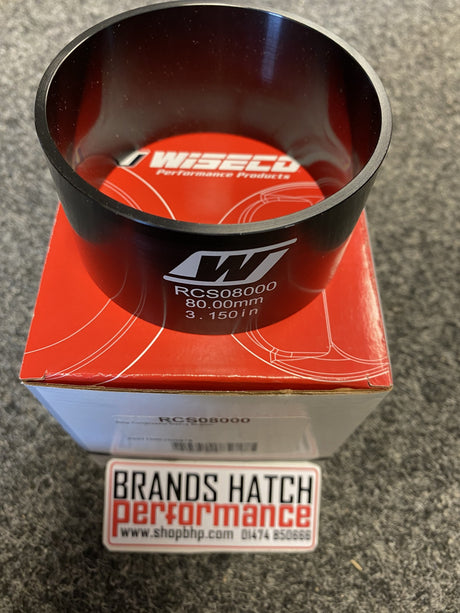 WISECO
Performance Products
W
RCS08000
80.00mm
3.150in
RCS08000
BRANDS HATCH
performance
www.shopbhp.com 01474 850666